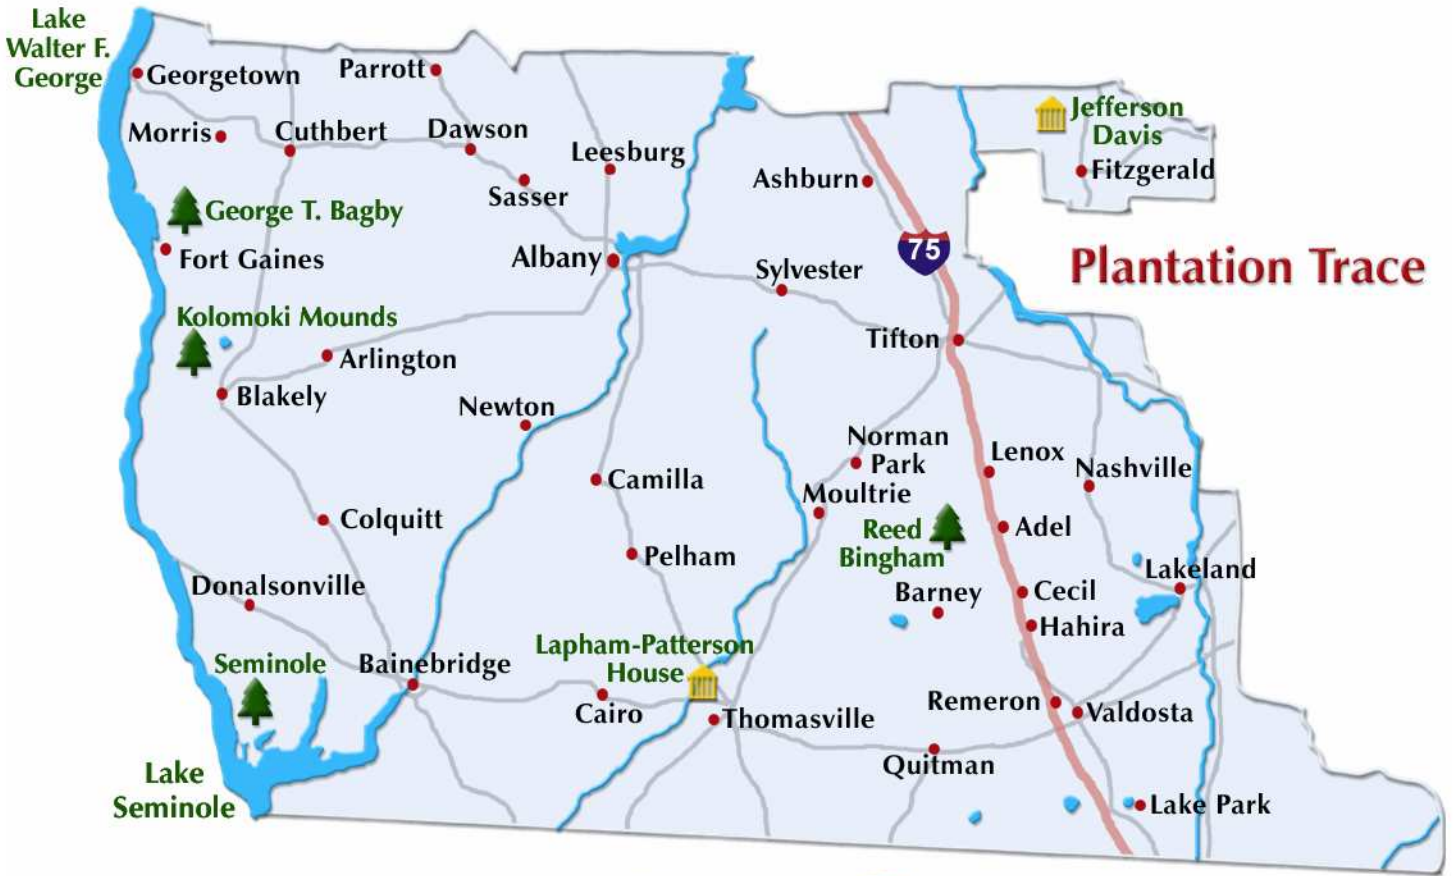 Lake
Walter F.
George
Georgetown
Parrott
Jefferson
Davis
Morris
Cuthbert
Dawson
Leesburg
Ashburn
Fitzgerald
Sasser
George T. Bagby
Fort Gaines
Albany
Sylvester
75
Plantation Trace
Kolomoki Mounds
Arlington
Tifton
Blakely
Newton
Norman
Park
Lenox
Nashville
Camilla
Moultrie
Colquitt
Reed
Bingham
Adel
Pelham
Lakeland
Donalsonville
Barney
Cecil
Hahira
Lapham-Patterson
House
Seminole
Bainebridge
Cairo
Thomasville
Remeron
Valdosta
Quitman
Lake
Seminole
Lake Park